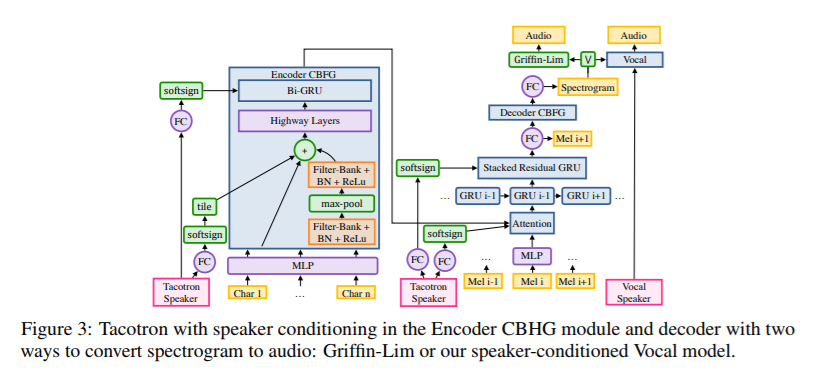 Audio
Audio
Griffin-Lim
V
Vocal
FC
Spectrogram
Decoder CBFG
FC
Mel i+1
Encoder CBFG
softsign
Bi-GRU
FC
Highway Layers
+
Filter-Bank +
BN + ReLu
max-pool
Filter-Bank +
BN + ReLu
tile
softsign
FC
MLP
Tacotron
Speaker
Char 1
...
Char n
softsign
Stacked Residual GRU
...
GRU i-1
GRU i-1
GRU i+1
...
Attention
softsign
FC
FC
MLP
...
...
Tacotron
Speaker
Mel i-1
Mel i
Mel i+1
Vocal
Speaker
Figure 3: Tacotron with speaker conditioning in the Encoder CBHG module and decoder with two
ways to convert spectrogram to audio: Griffin-Lim or our speaker-conditioned Vocal model.